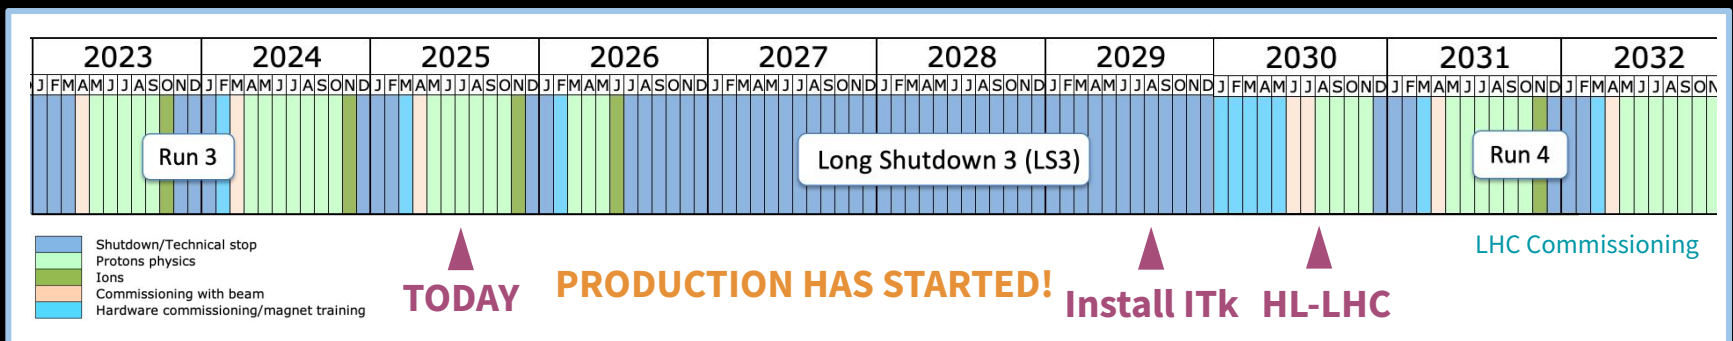 2023 2024 2025 2026 2027 2028 2029 2030 2031 2032
J F M A M J J A S O N D J F M A M J J A S O N D J F M A M J J A S O N D J F M A M J J A S O N D J F M A M J J A S O N D J F M A M J J A S O N D J F M A M J J A S O N D J F M A M J J A S O N D J F M A M J J A S O N D J F M A M J J A S O N
Run 3
Long Shutdown 3 (LS3)
Run 4
Shutdown/Technical stop
Protons physics
Ions
Commissioning with beam
Hardware commissioning/magnet training
TODAY
PRODUCTION HAS STARTED!
Install ITk
HL-LHC
LHC Commissioning